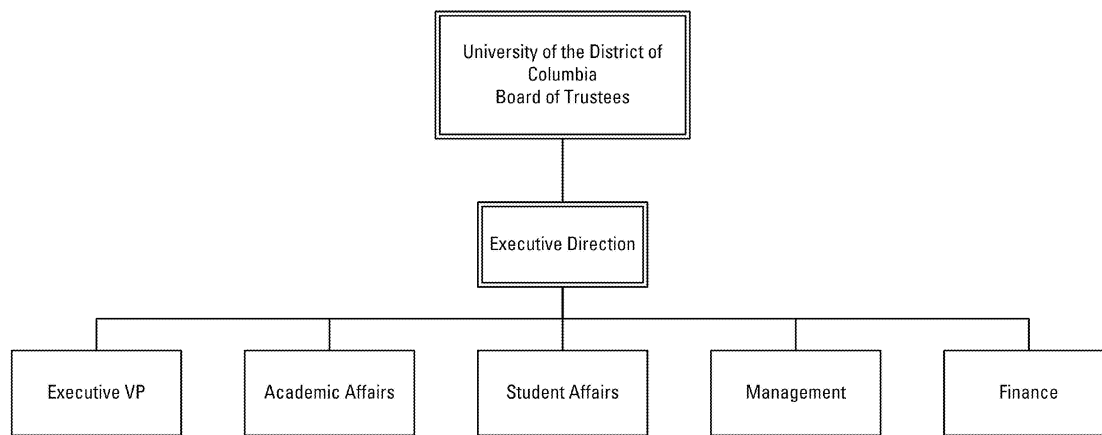 University of the District of
Columbia
Board of Trustees
Executive Direction
Executive VP
Academic Affairs
Student Affairs
Management
Finance